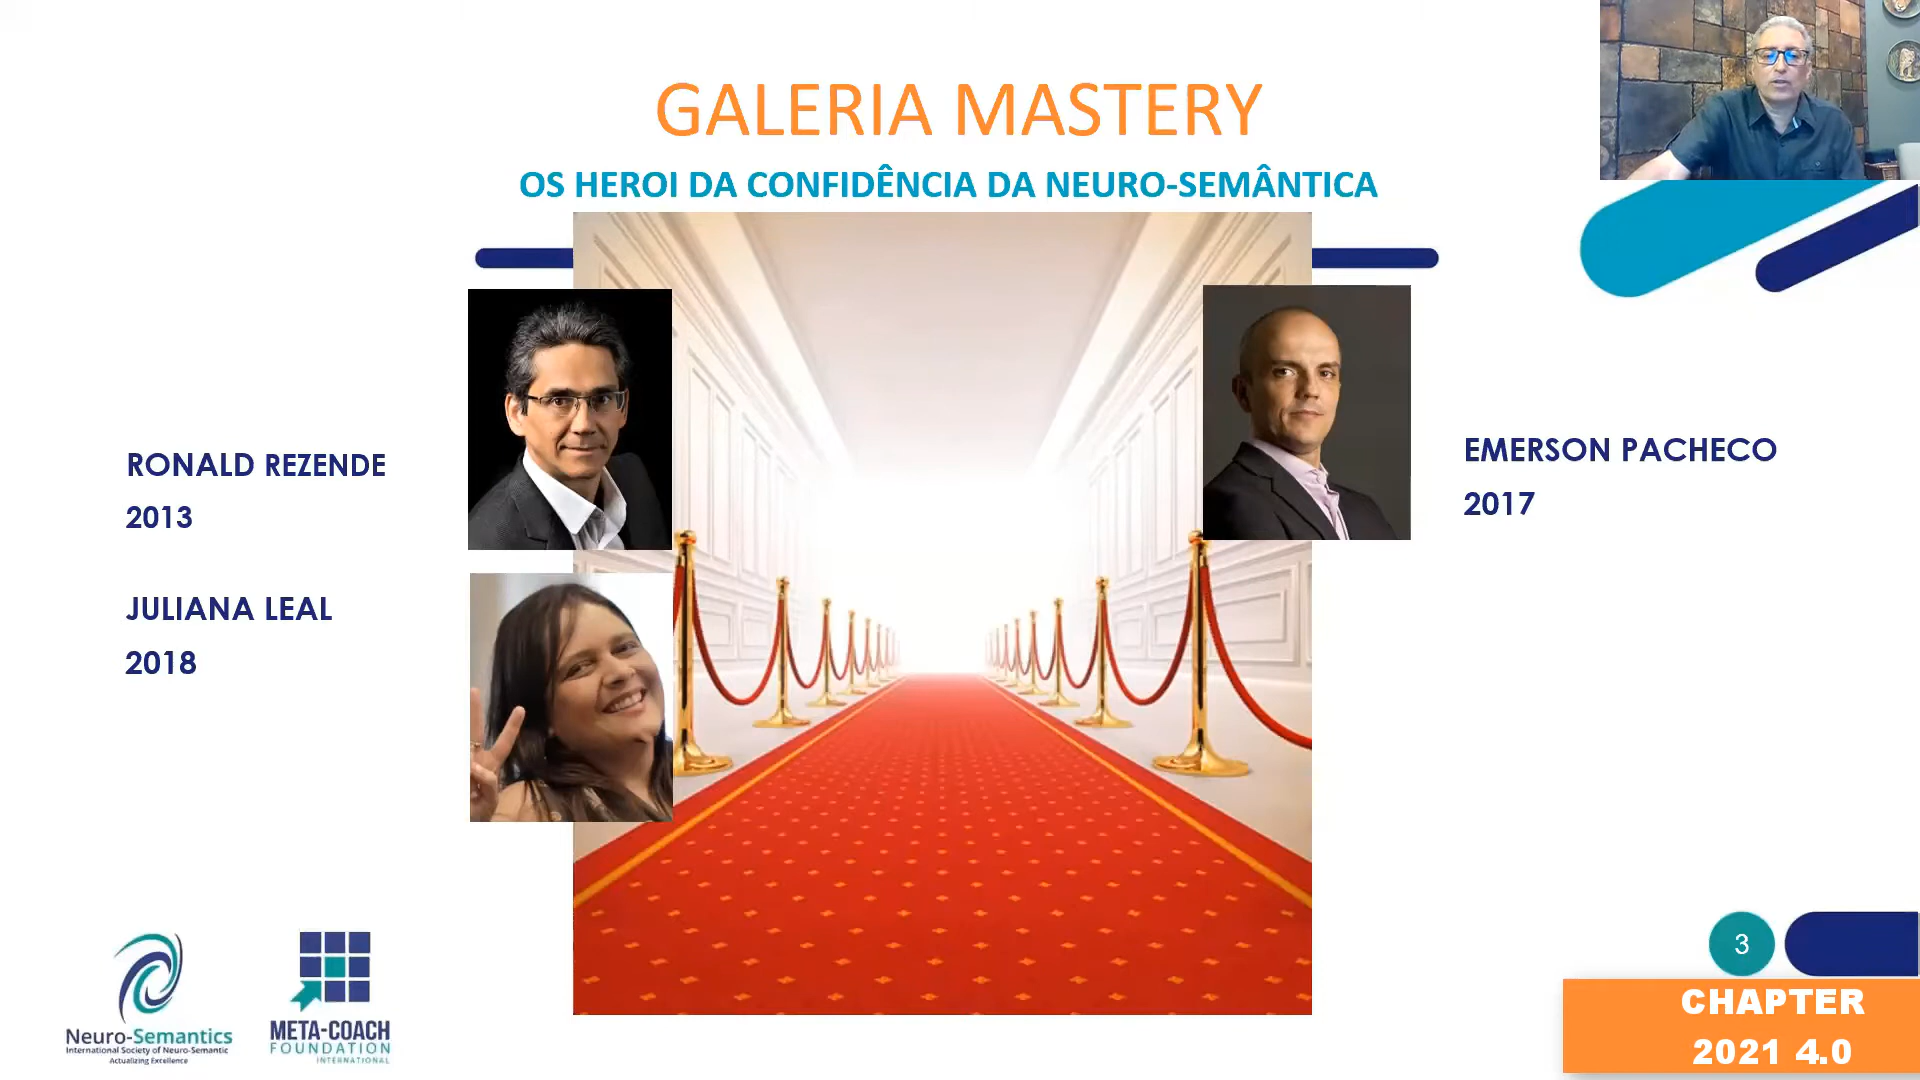 GALERIA MASTERY
OS HEROI DA CONFIDÊNCIA DA NEURO-SEMÂNTICA
RONALD REZENDE
2013
JULIANA LEAL
2018
EMERSON PACHECO
2017
Neuro-Semantics
International Society of Neuro-Semantic
Actualizing Excellence
META-COACH
FOUNDATION
INTERNATIONAL
3
CHAPTER
2021 4.0